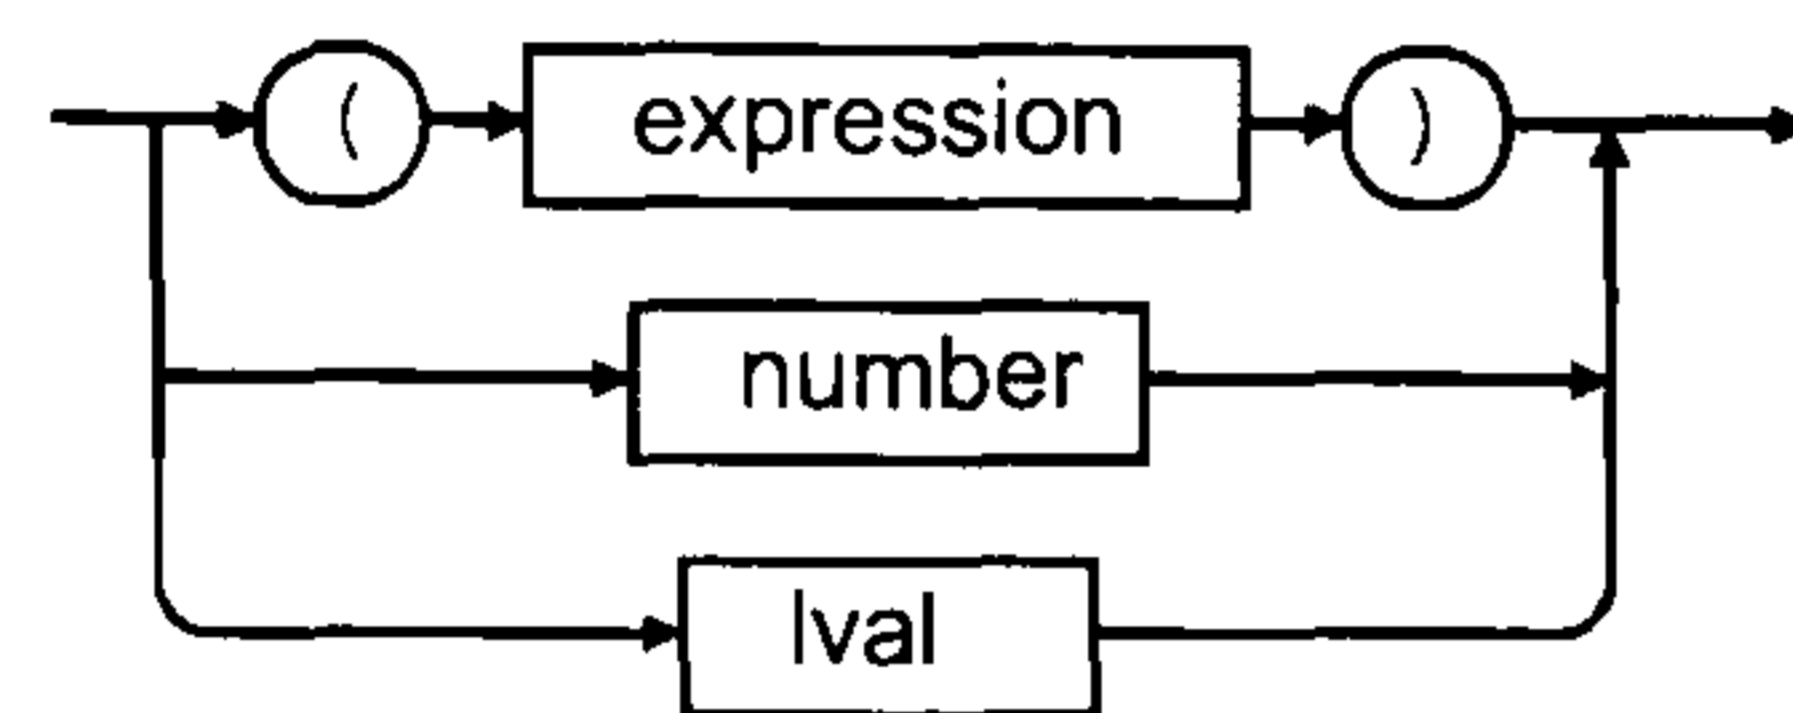 ( expression )
number
lval